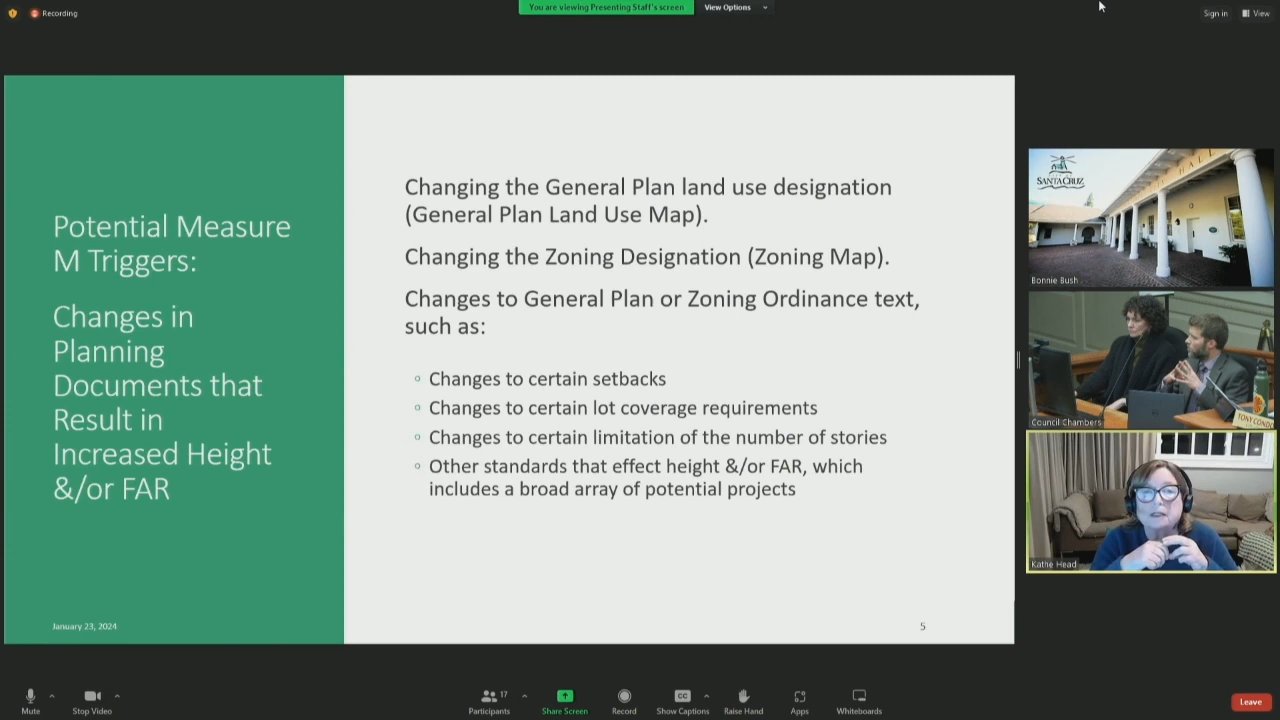 Recording
You are viewing Presenting Staff's screen
View Options
Sign in
View
Potential Measure
M Triggers:
Changes in
Planning
Documents that
Result in
Increased Height
&/or FAR
January 23, 2024
Changing the General Plan land use designation
(General Plan Land Use Map).
Changing the Zoning Designation (Zoning Map).
Changes to General Plan or Zoning Ordinance text,
such as:
Changes to certain setbacks
Changes to certain lot coverage requirements
Changes to certain limitation of the number of stories
Other standards that effect height &/or FAR, which
includes a broad array of potential projects
5
SANTA CRUZ
HALL
Bonnie Bush
Council Chambers
TONY CONDO
Kathe Head
Mute
Stop Video
Participants
17
Share Screen
Record
CC
Show Captions
Raise Hand
Apps
Whiteboards
Leave